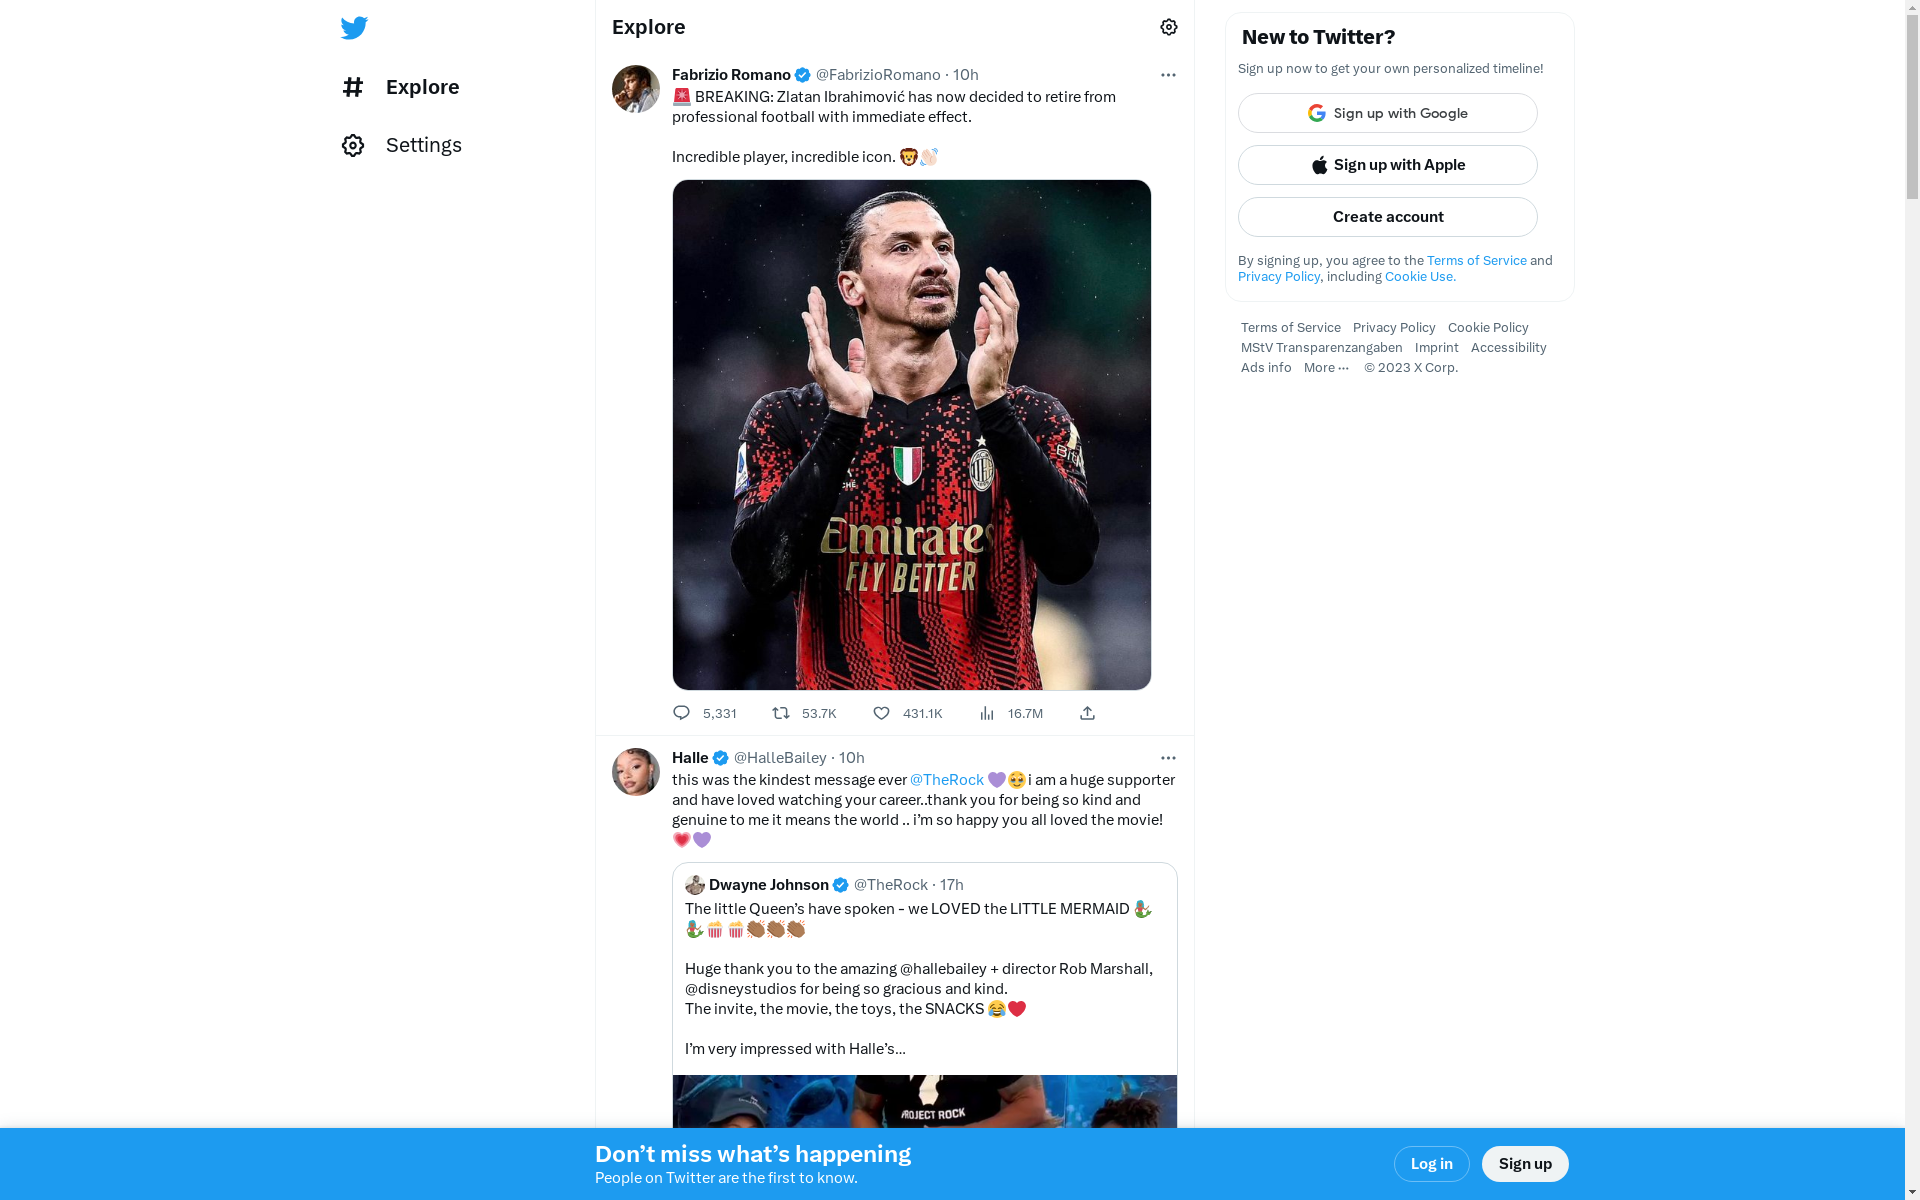 Explore
Settings
Explore
Fabrizio Romano @FabrizioRomano · 10h
🚨 BREAKING: Zlatan Ibrahimović has now decided to retire from
professional football with immediate effect.
Incredible player, incredible icon. 🦁👏🏻
Emirates
FLY BETTER
5,331 53.7K 431.1K 16.7M
Halle @HalleBailey · 10h
this was the kindest message ever @TheRock 💜🥹i am a huge supporter
and have loved watching your career..thank you for being so kind and
genuine to me it means the world .. i’m so happy you all loved the movie!
💗💜
Dwayne Johnson @TheRock · 17h
The little Queen’s have spoken - we LOVED the LITTLE MERMAID 🧜🏽‍♀️
🧜🏽‍♀️🍿🍿👏🏾👏🏾👏🏾
Huge thank you to the amazing @hallebailey + director Rob Marshall,
@disneystudios for being so gracious and kind.
The invite, the movie, the toys, the SNACKS 😂❤️
I’m very impressed with Halle’s…
PROJECT ROCK
New to Twitter?
Sign up now to get your own personalized timeline!
Sign up with Google
Sign up with Apple
Create account
By signing up, you agree to the Terms of Service and
Privacy Policy, including Cookie Use.
Terms of Service Privacy Policy Cookie Policy
MStV Transparenzangaben Imprint Accessibility
Ads info More ··· © 2023 X Corp.
Don’t miss what’s happening
People on Twitter are the first to know.
Log in Sign up